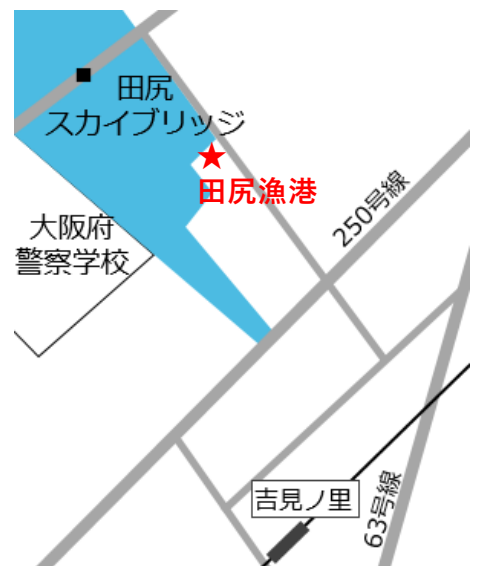 田尻
スカイブリッジ
田尻漁港
250号線
大阪府
警察学校
吉見ノ里
63号線